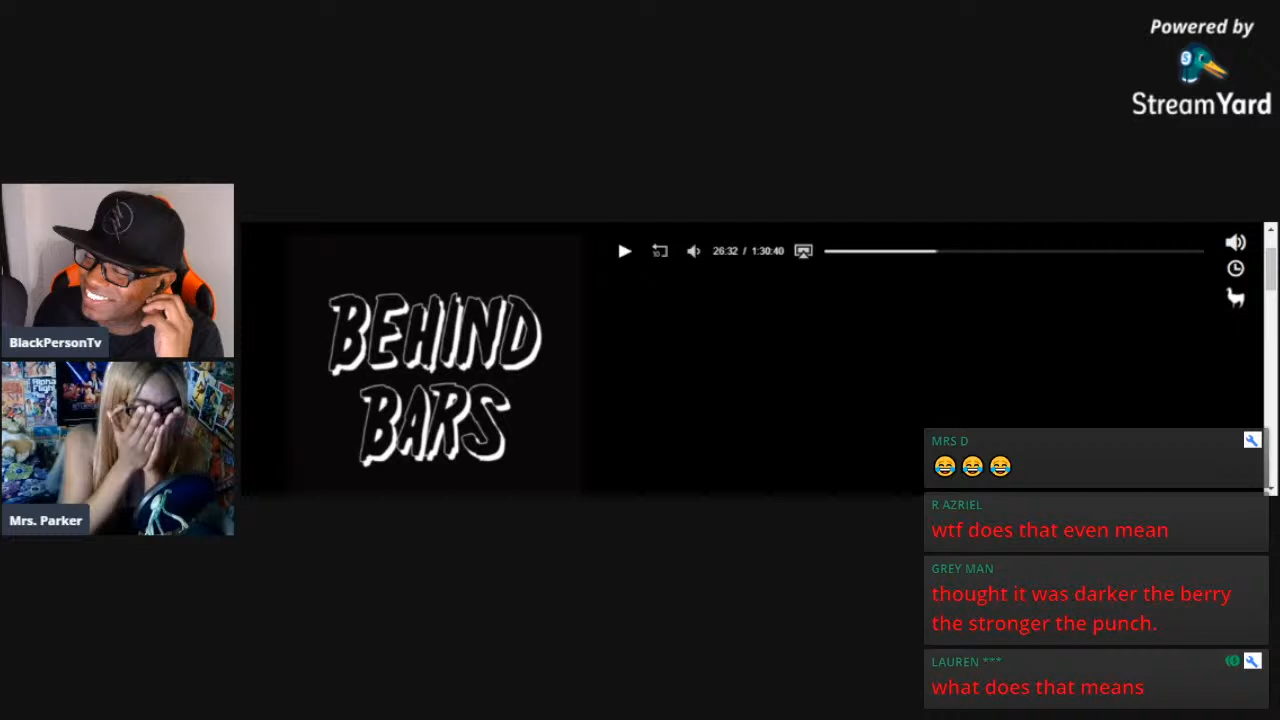 Powered by
StreamYard
BlackPersonTv
Mrs. Parker
BEHIND
BARS
10
26:32 / 1:30:40
MRS D
😂 😂 😂
R AZRIEL
wtf does that even mean
GREY MAN
thought it was darker the berry
the stronger the punch.
LAUREN ***
what does that means